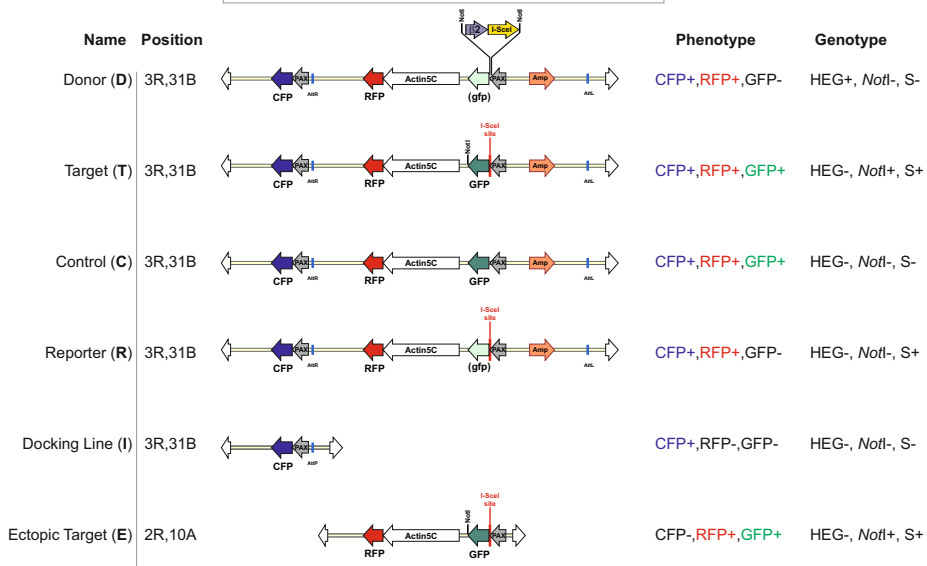 Name Position Phenotype Genotype
NotI NotI
β2 I-SceI
Donor (D) 3R,31B CFP+,RFP+,GFP- HEG+, NotI-, S-
PAX Actin5C PAX Amp
CFP AttR RFP (gfp) AttL
I-SceI
site
NotI
Target (T) 3R,31B CFP+,RFP+,GFP+ HEG-, NotI+, S+
PAX Actin5C PAX Amp
CFP AttR RFP GFP AttL
Control (C) 3R,31B CFP+,RFP+,GFP+ HEG-, NotI-, S-
PAX Actin5C PAX Amp
CFP AttR RFP GFP AttL
I-SceI
site
Reporter (R) 3R,31B CFP+,RFP+,GFP- HEG-, NotI-, S+
PAX Actin5C PAX Amp
CFP AttR RFP (gfp) AttL
Docking Line (I) 3R,31B CFP+,RFP-,GFP- HEG-, NotI-, S-
PAX
CFP AttP
I-SceI
site
NotI
Ectopic Target (E) 2R,10A CFP-,RFP+,GFP+ HEG-, NotI+, S+
Actin5C PAX
RFP GFP